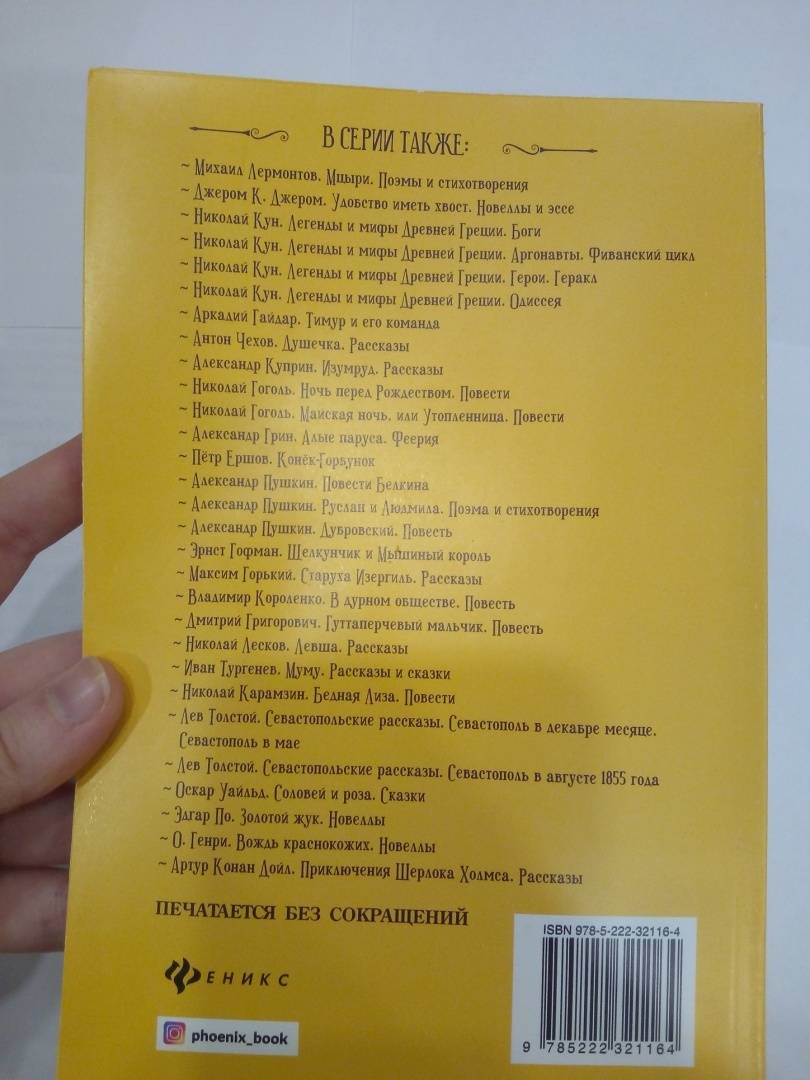 В СЕРИИ ТАКЖЕ:
~ Михаил Лермонтов. Мцыри. Поэмы и стихотворения
~ Джером К. Джером. Удобство иметь хвост. Новеллы и эссе
~ Николай Кун. Легенды и мифы Древней Греции. Боги
~ Николай Кун. Легенды и мифы Древней Греции. Аргонавты. Фиванский цикл
~ Николай Кун. Легенды и мифы Древней Греции. Герои. Геракл
~ Николай Кун. Легенды и мифы Древней Греции. Одиссея
~ Аркадий Гайдар. Тимур и его команда
~ Антон Чехов. Душечка. Рассказы
~ Александр Куприн. Изумруд. Рассказы
~ Николай Гоголь. Ночь перед Рождеством. Повести
~ Николай Гоголь. Майская ночь, или Утопленница. Повести
~ Александр Грин. Алые паруса. Феерия
~ Пётр Ершов. Конёк-Горбунок
~ Александр Пушкин. Повести Белкина
~ Александр Пушкин. Руслан и Людмила. Поэма и стихотворения
~ Александр Пушкин. Дубровский. Повесть
~ Эрнст Гофман. Щелкунчик и Мышиный король
~ Максим Горький. Старуха Изергиль. Рассказы
~ Владимир Короленко. В дурном обществе. Повесть
~ Дмитрий Григорович. Гуттаперчевый мальчик. Повесть
~ Николай Лесков. Левша. Рассказы
~ Иван Тургенев. Муму. Рассказы и сказки
~ Николай Карамзин. Бедная Лиза. Повести
~ Лев Толстой. Севастопольские рассказы. Севастополь в декабре месяце.
Севастополь в мае
~ Лев Толстой. Севастопольские рассказы. Севастополь в августе 1855 года
~ Оскар Уайльд. Соловей и роза. Сказки
~ Эдгар По. Золотой жук. Новеллы
~ О. Генри. Вождь краснокожих. Новеллы
~ Артур Конан Дойл. Приключения Шерлока Холмса. Рассказы
ПЕЧАТАЕТСЯ БЕЗ СОКРАЩЕНИЙ
ФЕНИКС
phoenix_book
ISBN 978-5-222-32116-4
9 785222 321164